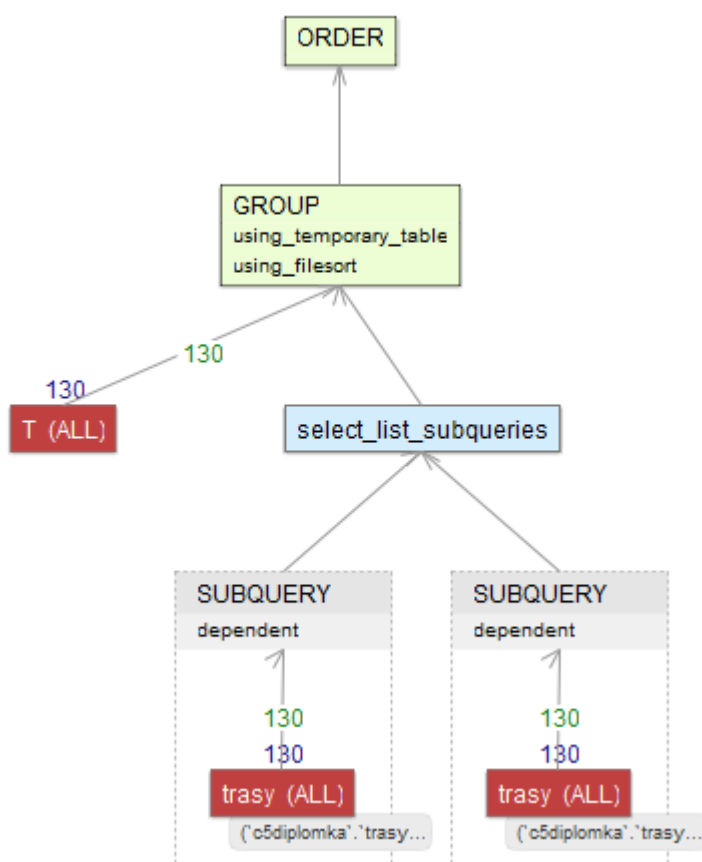 ORDER
GROUP
using_temporary_table
using_filesort
130
130
T (ALL)
select_list_subqueries
SUBQUERY
dependent
130
130
trasy (ALL)
(`c5diplomka`.`trasy...
SUBQUERY
dependent
130
130
trasy (ALL)
(`c5diplomka`.`trasy...